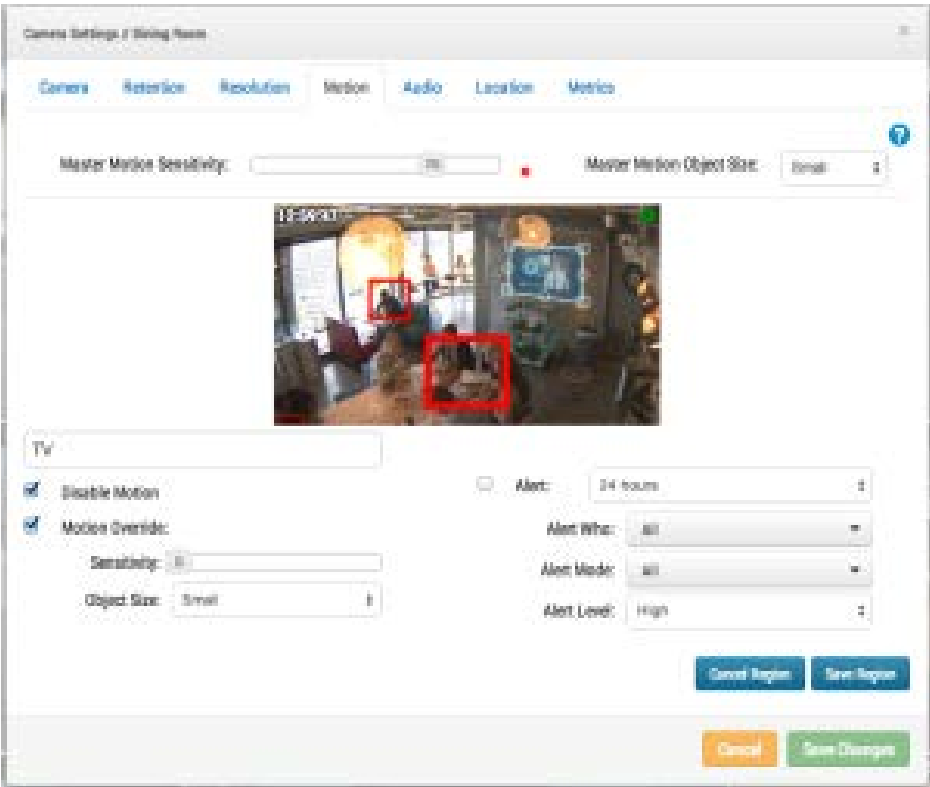 Camera Settings / Dining Room
×
Camera Retention Resolution Motion Audio Location Metrics
?
Master Motion Sensitivity: Master Motion Object Size: Small
TV
Disable Motion
Alert: 24 hours
Motion Override:
Alert Who: All
Sensitivity:
Alert Mode: All
Object Size: Small
Alert Level: High
Cancel Region Save Region
Cancel Save Changes